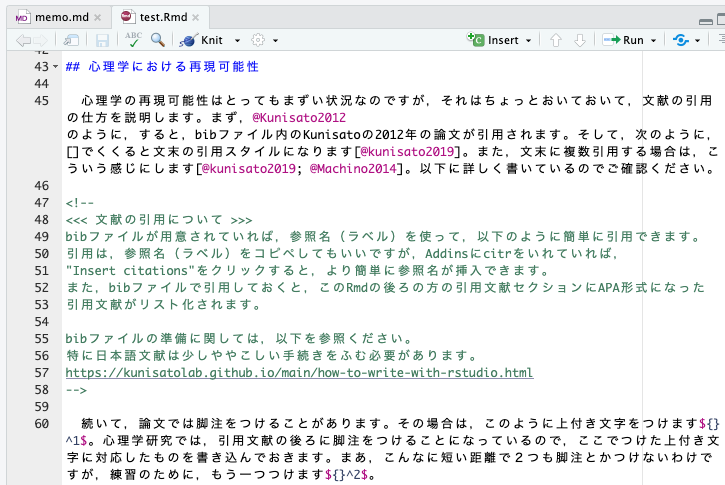 memo.md × test.Rmd ×
ABC Knit Insert Run
42
43 ## 心理学における再現可能性
44
45 心理学の再現可能性はとってもまずい状況なのですが，それはちょっとおいておいて，文献の引用
の仕方を説明します。まず，@Kunisato2012
のように，すると，bibファイル内のKunisatoの2012年の論文が引用されます。そして，次のように，
[]でくくると文末の引用スタイルになります[@kunisato2019]。また，文末に複数引用する場合は，こ
ういう感じにします[@kunisato2019; @Machino2014]。以下に詳しく書いているのでご確認ください。
46
47 <!--
48 <<< 文献の引用について >>>
49 bibファイルが用意されていれば，参照名（ラベル）を使って，以下のように簡単に引用できます。
50 引用は，参照名（ラベル）をコピペしてもいいですが，Addinsにcitrをいれていれば，
51 "Insert citations"をクリックすると，より簡単に参照名が挿入できます。
52 また，bibファイルで引用しておくと，このRmdの後ろの方の引用文献セクションにAPA形式になった
53 引用文献がリスト化されます。
54
55 bibファイルの準備に関しては，以下を参照ください。
56 特に日本語文献は少しややこしい手続きをふむ必要があります。
57 https://kunisatolab.github.io/main/how-to-write-with-rstudio.html
58 -->
59
60 続いて，論文では脚注をつけることがあります。その場合は，このように上付き文字をつけます${}
^1$。心理学研究では，引用文献の後ろに脚注をつけることになっているので，ここでつけた上付き文
字に対応したものを書き込んでおきます。まあ，こんなに短い距離で２つも脚注とかつけないわけで
すが，練習のために，もう一つつけます${}^2$。